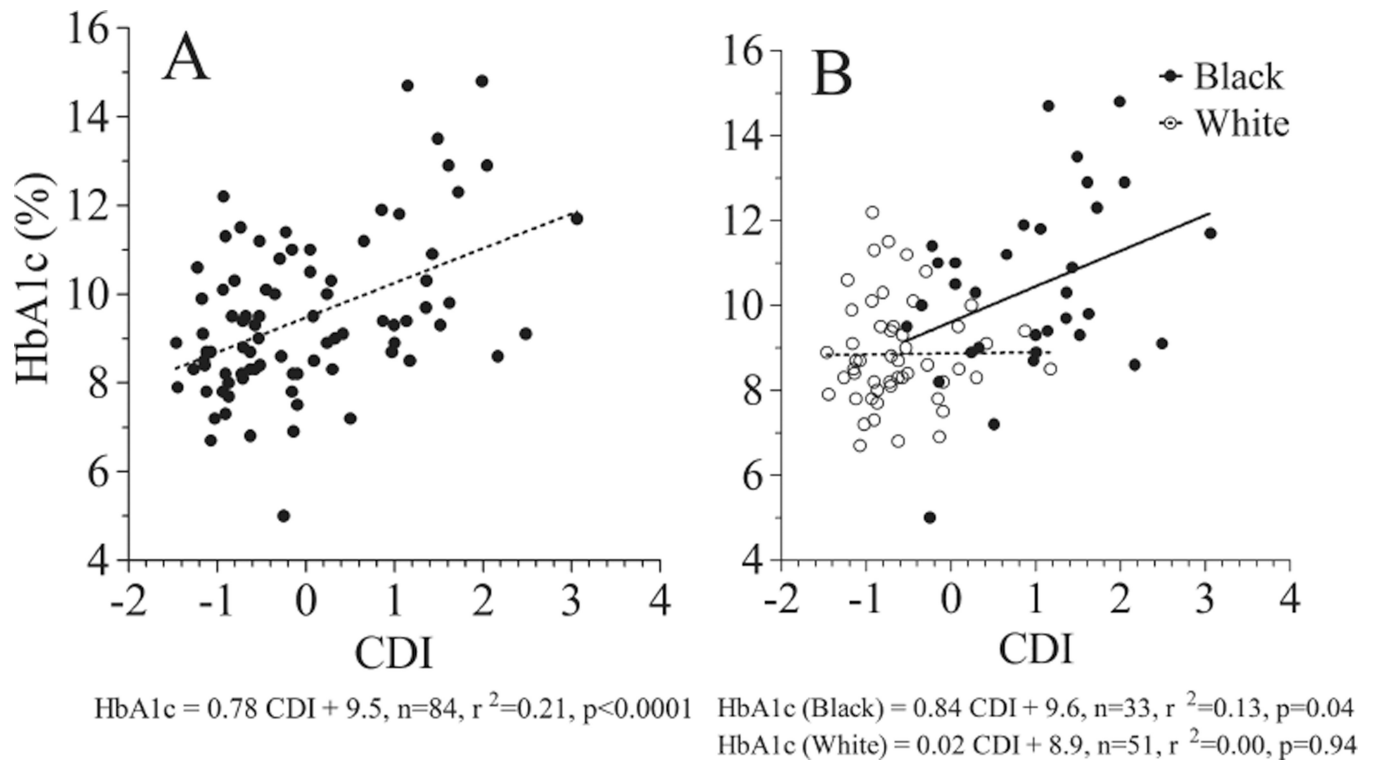 A
HbA1c (%)
16
14
12
10
8
6
4
-2 -1 0 1 2 3 4
CDI
HbA1c = 0.78 CDI + 9.5, n=84, r ²=0.21, p<0.0001
B
Black
White
16
14
12
10
8
6
4
-2 -1 0 1 2 3 4
CDI
HbA1c (Black) = 0.84 CDI + 9.6, n=33, r ²=0.13, p=0.04
HbA1c (White) = 0.02 CDI + 8.9, n=51, r ²=0.00, p=0.94